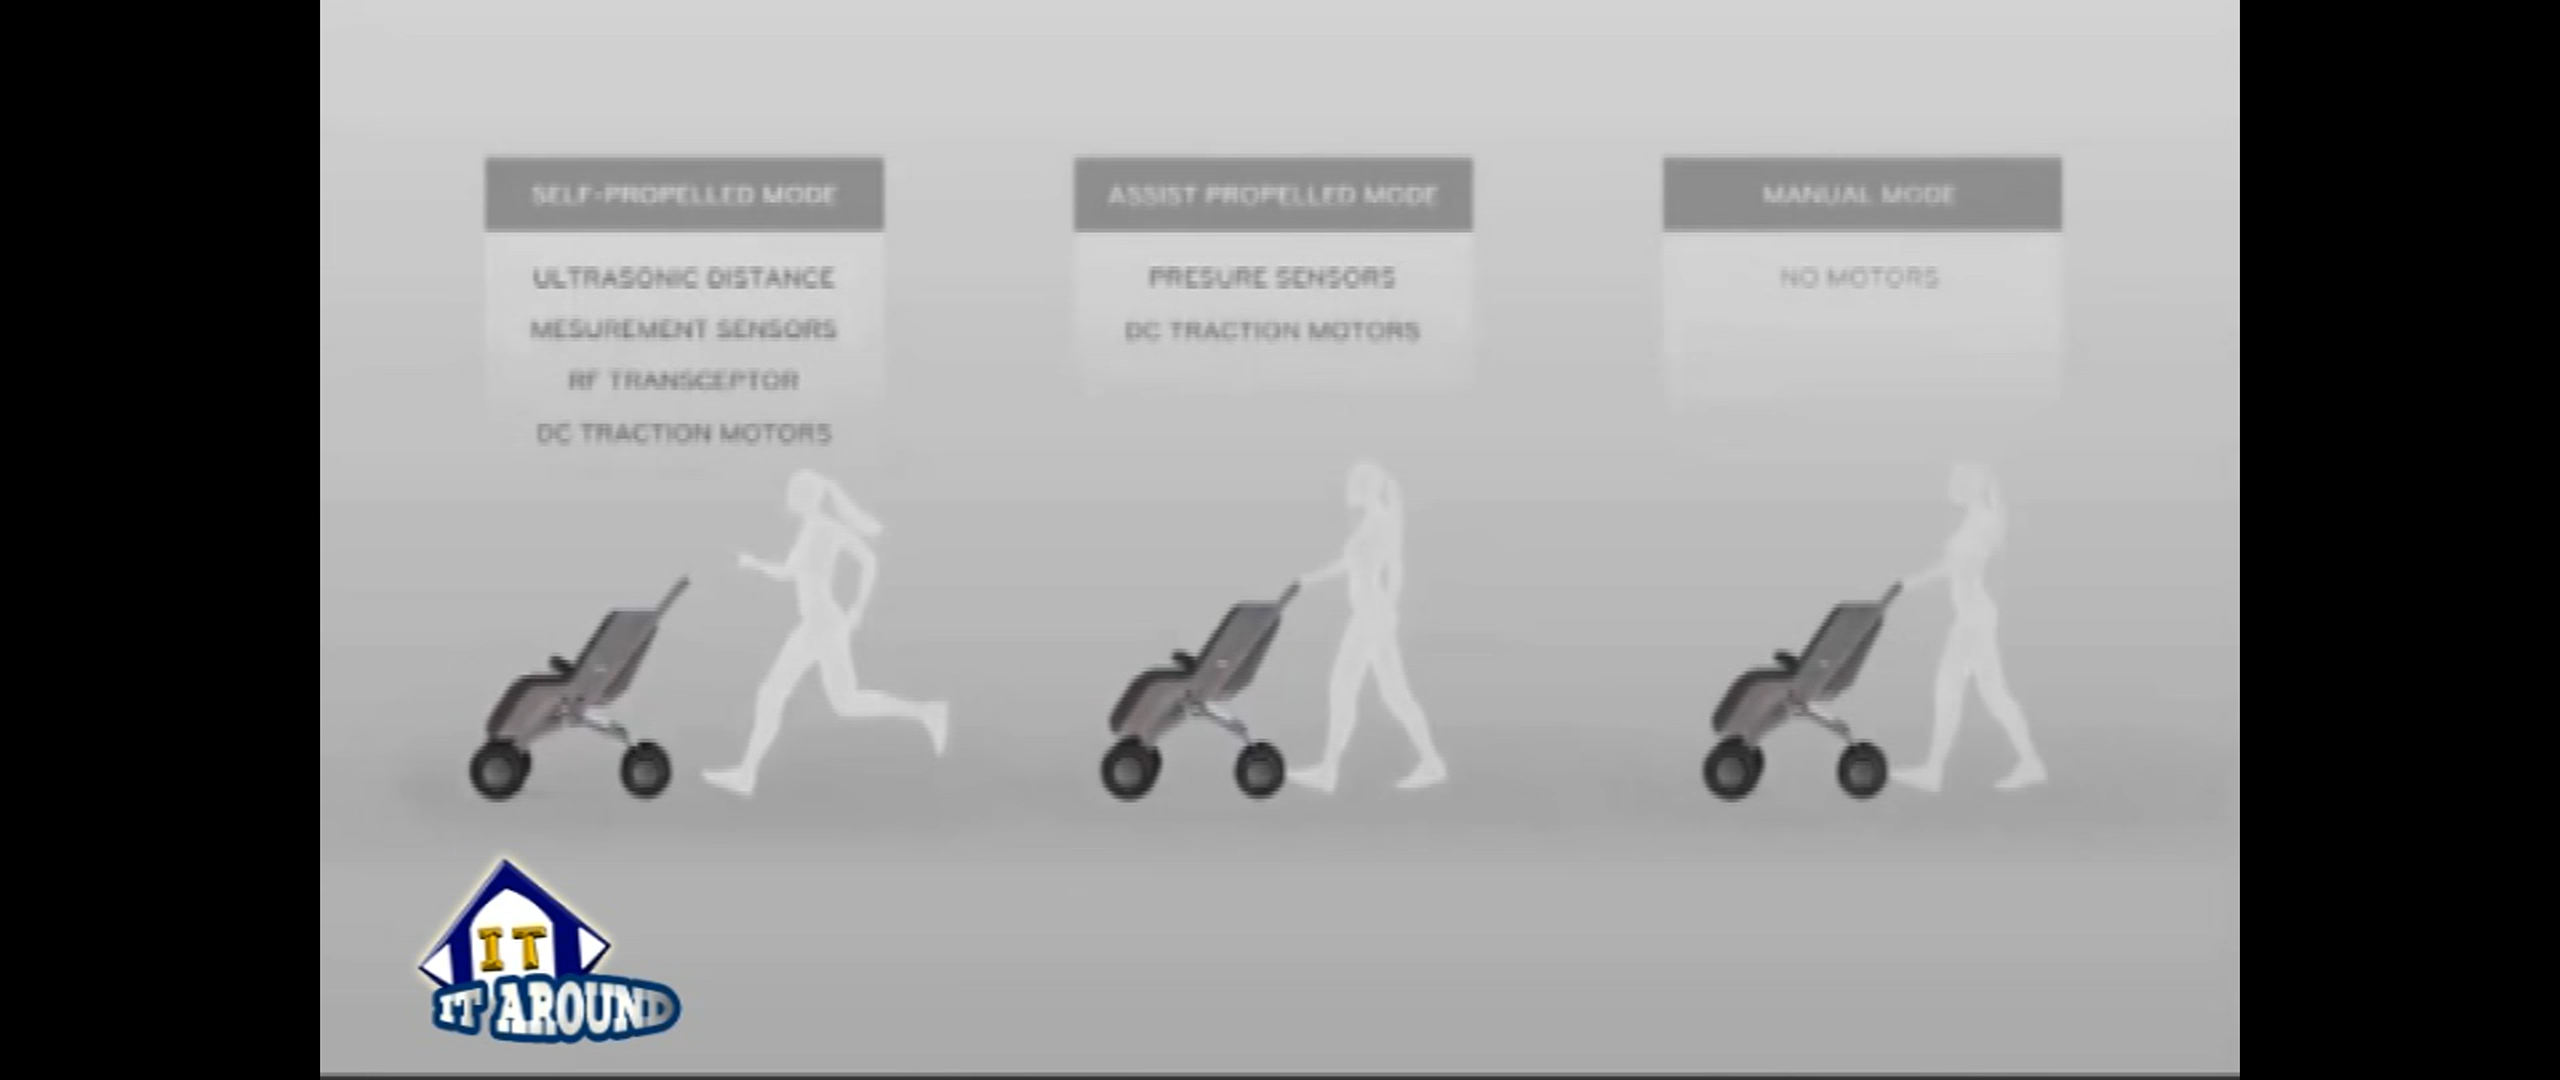 SELF-PROPELLED MODE
ULTRASONIC DISTANCE
MESUREMENT SENSORS
RF TRANSCEPTOR
DC TRACTION MOTORS
ASSIST PROPELLED MODE
PRESURE SENSORS
DC TRACTION MOTORS
MANUAL MODE
NO MOTORS
IT
IT AROUND